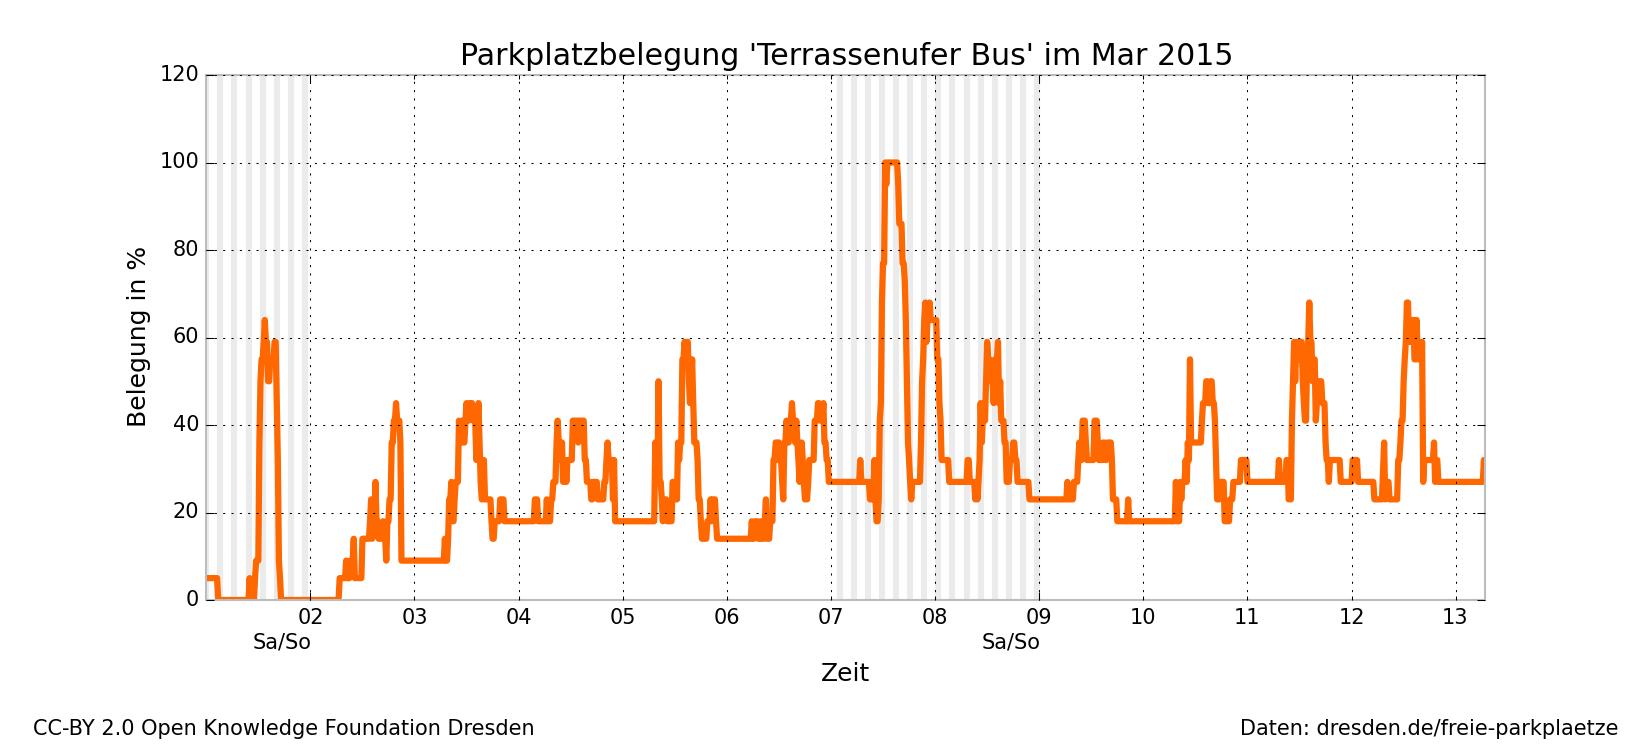 Parkplatzbelegung 'Terrassenufer Bus' im Mar 2015
120
100
80
60
40
20
0
Belegung in %
02 03 04 05 06 07 08 09 10 11 12 13
Sa/So Sa/So
Zeit
CC-BY 2.0 Open Knowledge Foundation Dresden
Daten: dresden.de/freie-parkplaetze